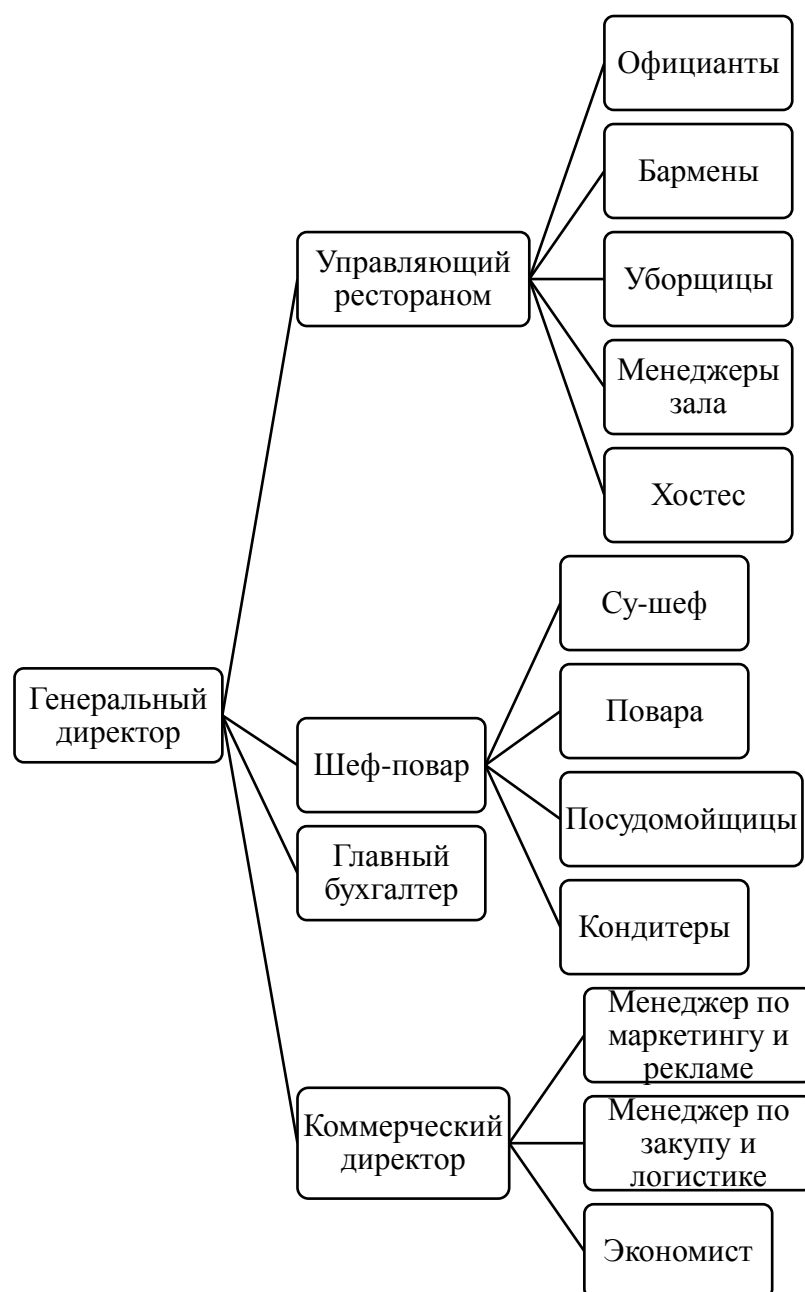 Официанты
Бармены
Управляющий
рестораном
Уборщицы
Менеджеры
зала
Хостес
Су-шеф
Генеральный
директор
Повара
Шеф-повар
Посудомойщицы
Главный
бухгалтер
Кондитеры
Менеджер по
маркетингу и
рекламе
Коммерческий
директор
Менеджер по
закупу и
логистике
Экономист